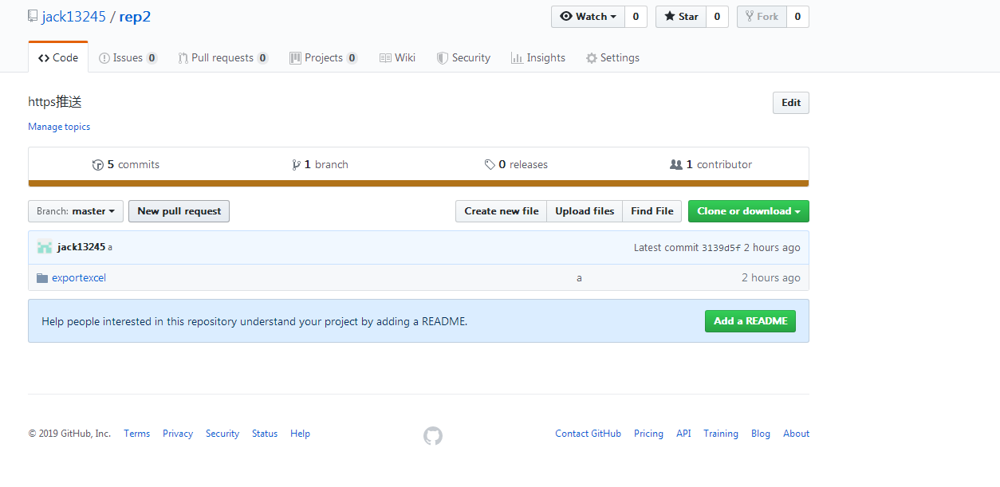 jack13245 / rep2 Watch 0 Star 0 Fork 0
Code Issues 0 Pull requests 0 Projects 0 Wiki Security Insights Settings
https推送 Edit
Manage topics
5 commits 1 branch 0 releases 1 contributor
Branch: master New pull request Create new file Upload files Find File Clone or download
jack13245 a Latest commit 3139d5f 2 hours ago
exportexcel a 2 hours ago
Help people interested in this repository understand your project by adding a README. Add a README
© 2019 GitHub, Inc. Terms Privacy Security Status Help Contact GitHub Pricing API Training Blog About